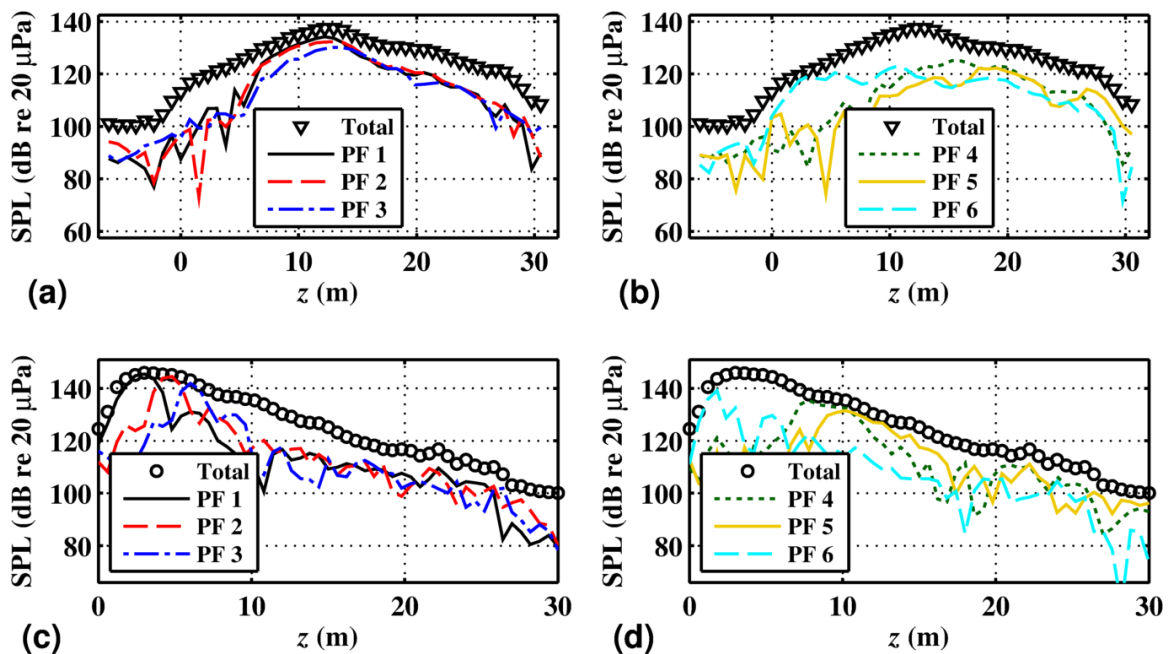 140
120
100
80
60
SPL (dB re 20 μPa)
Total
PF 1
PF 2
PF 3
0
10
20
30
z (m)
(a)
140
120
100
80
60
SPL (dB re 20 μPa)
Total
PF 4
PF 5
PF 6
0
10
20
30
z (m)
(b)
140
120
100
80
SPL (dB re 20 μPa)
Total
PF 1
PF 2
PF 3
0
10
20
30
z (m)
(c)
140
120
100
80
SPL (dB re 20 μPa)
Total
PF 4
PF 5
PF 6
0
10
20
30
z (m)
(d)